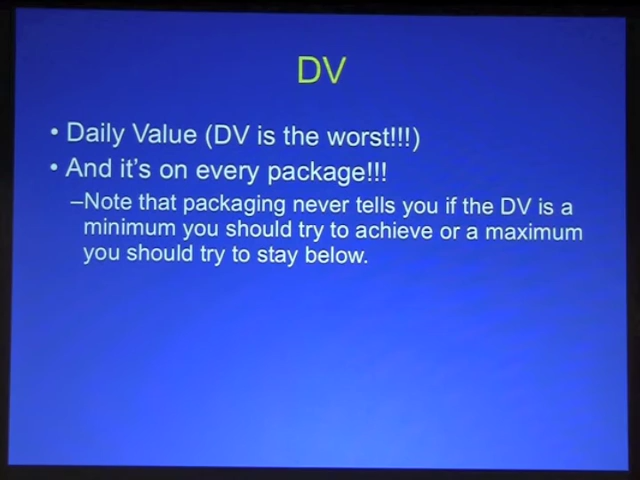 DV
• Daily Value (DV is the worst!!!)
• And it's on every package!!!
–Note that packaging never tells you if the DV is a
minimum you should try to achieve or a maximum
you should try to stay below.